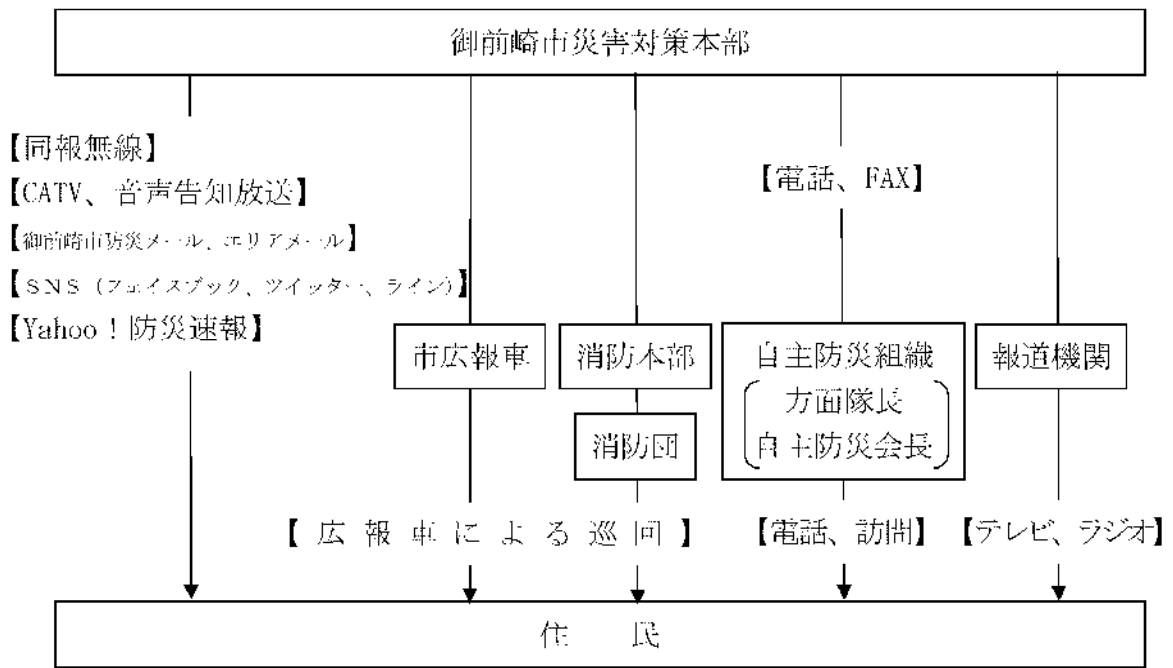 御前崎市災害対策本部
【同報無線】
【CATV、音声告知放送】
【御前崎市防災メール、エリアメール】
【SNS（フェイスブック、ツイッター、ライン）】
【Yahoo！防災速報】
【電話、FAX】
市広報車
消防本部
消防団
自主防災組織
方面隊長
自主防災会長
報道機関
【広報車による巡回】
【電話、訪問】
【テレビ、ラジオ】
住　民